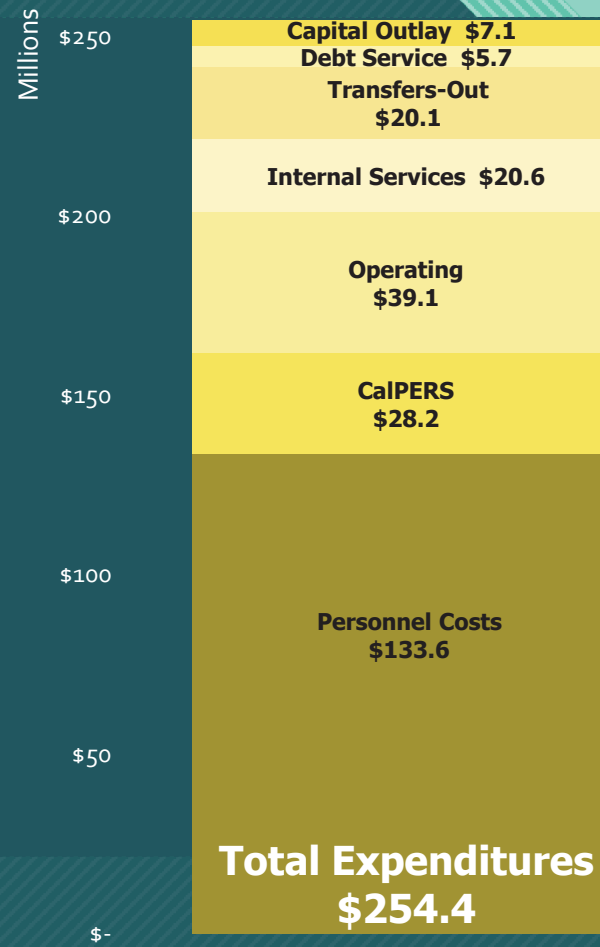 Millions
$250
$200
$150
$100
$50
$-
Capital Outlay $7.1
Debt Service $5.7
Transfers-Out
$20.1
Internal Services $20.6
Operating
$39.1
CalPERS
$28.2
Personnel Costs
$133.6
Total Expenditures
$254.4